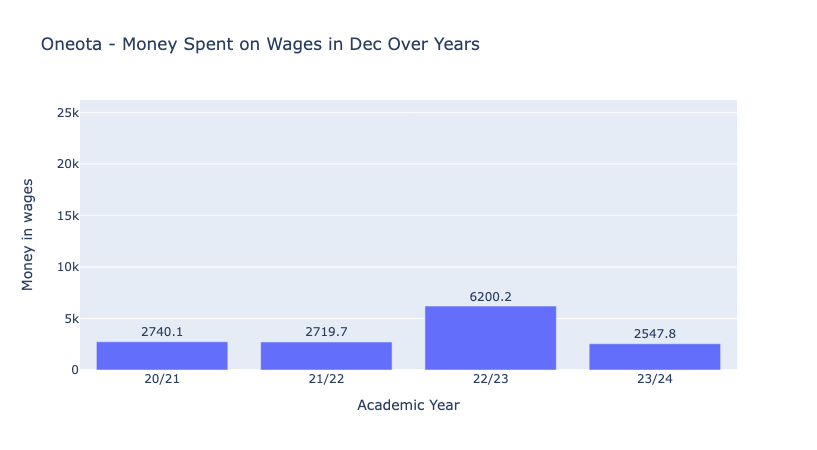 Oneota - Money Spent on Wages in Dec Over Years
Money in wages
25k
20k
15k
10k
5k
0
2740.1
2719.7
6200.2
2547.8
20/21
21/22
22/23
23/24
Academic Year